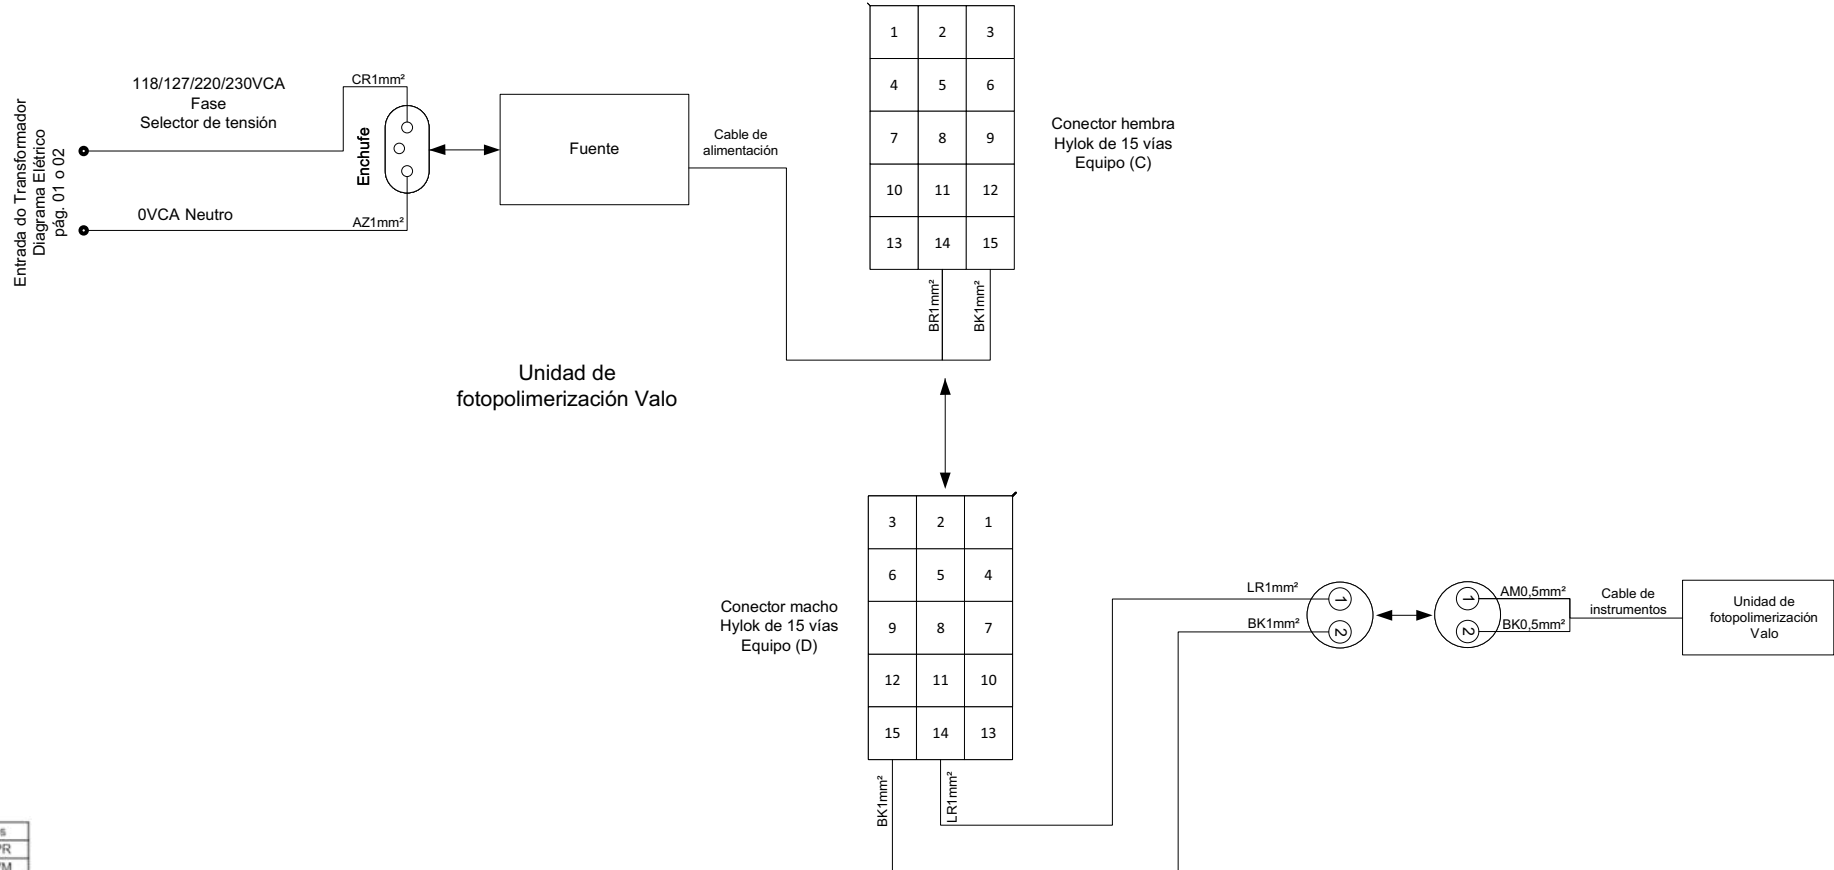 Entrada do Transformador
Diagrama Elétrico
pág. 01 o 02
118/127/220/230VCA
Fase
Selector de tensión
CR1mm²
0VCA Neutro
AZ1mm²
Enchufe
Fuente
Cable de
alimentación
1 2 3
4 5 6
7 8 9
10 11 12
13 14 15
Conector hembra
Hylok de 15 vías
Equipo (C)
BR1mm²
BK1mm²
Unidad de
fotopolimerización Valo
3 2 1
6 5 4
9 8 7
12 11 10
15 14 13
Conector macho
Hylok de 15 vías
Equipo (D)
BK1mm²
LR1mm²
LR1mm²
BK1mm²
1
2
1
2
AM0,5mm²
BK0,5mm²
Cable de
instrumentos
Unidad de
fotopolimerización
Valo